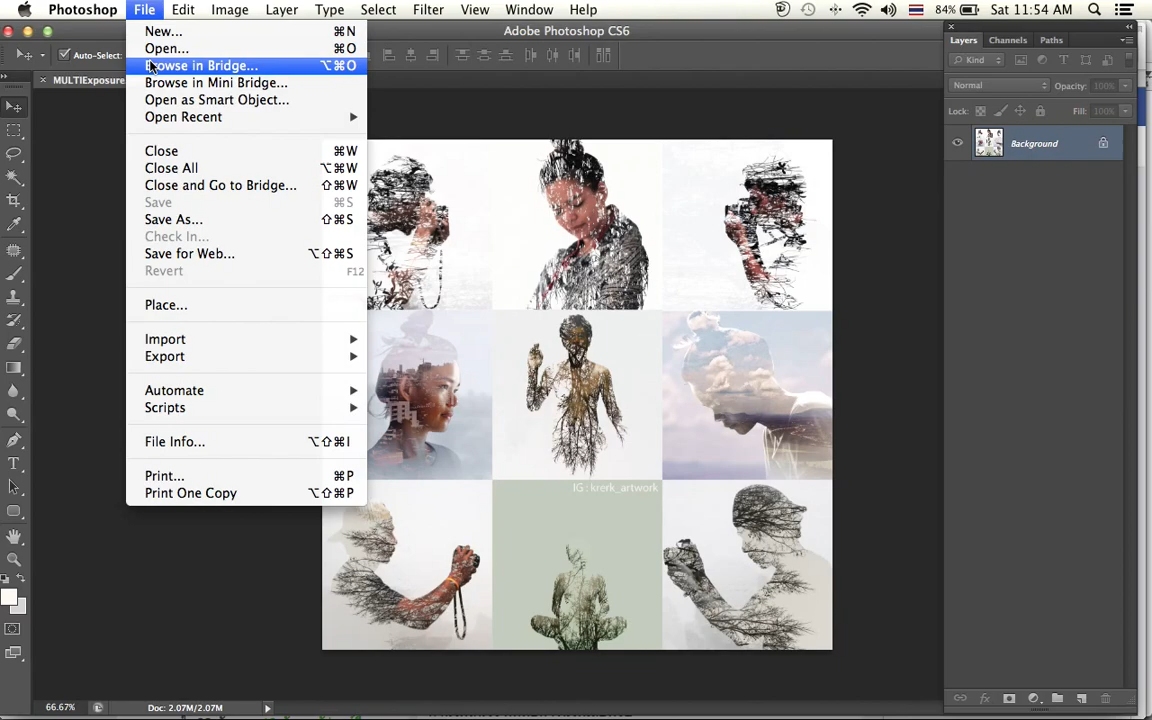 Photoshop File Edit Image Layer Type Select Filter View Window Help 84% Sat 11:54 AM
Adobe Photoshop CS6
Auto-Select:
MULTIExposure
New... ⌘N
Open... ⌘O
Browse in Bridge... ⌥⌘O
Browse in Mini Bridge...
Open as Smart Object...
Open Recent
Close ⌘W
Close All ⌥⌘W
Close and Go to Bridge... ⇧⌘W
Save ⌘S
Save As... ⇧⌘S
Check In...
Save for Web... ⌥⇧⌘S
Revert F12
Place...
Import
Export
Automate
Scripts
File Info... ⌥⇧⌘I
Print... ⌘P
Print One Copy ⌥⇧⌘P
IG : krerk_artwork
Layers Channels Paths
Kind
Normal Opacity: 100%
Lock: Fill: 100%
Background
66.67% Doc: 2.07M/2.07M